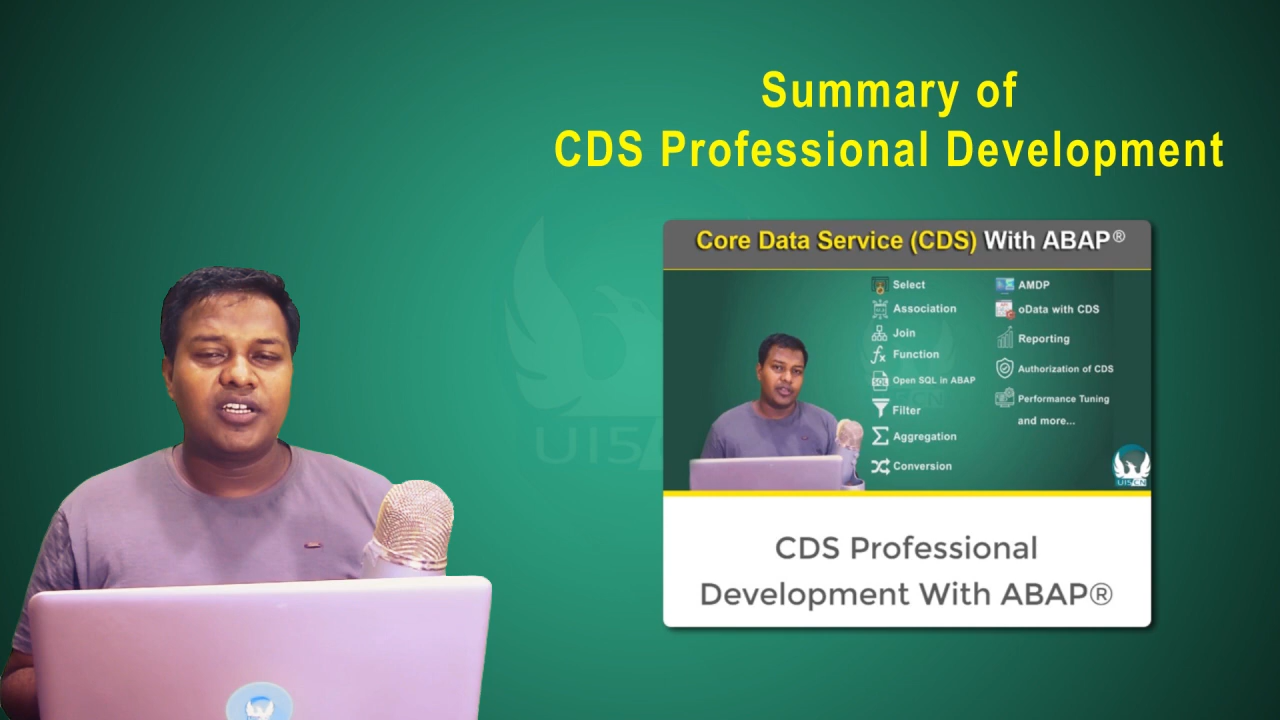 Summary of
CDS Professional Development
Core Data Service (CDS) With ABAP®
Select
Association
Join
Function
Open SQL in ABAP
Filter
Aggregation
Conversion
AMDP
oData with CDS
Reporting
Authorization of CDS
Performance Tuning
and more...
UI5CN
CDS Professional
Development With ABAP®